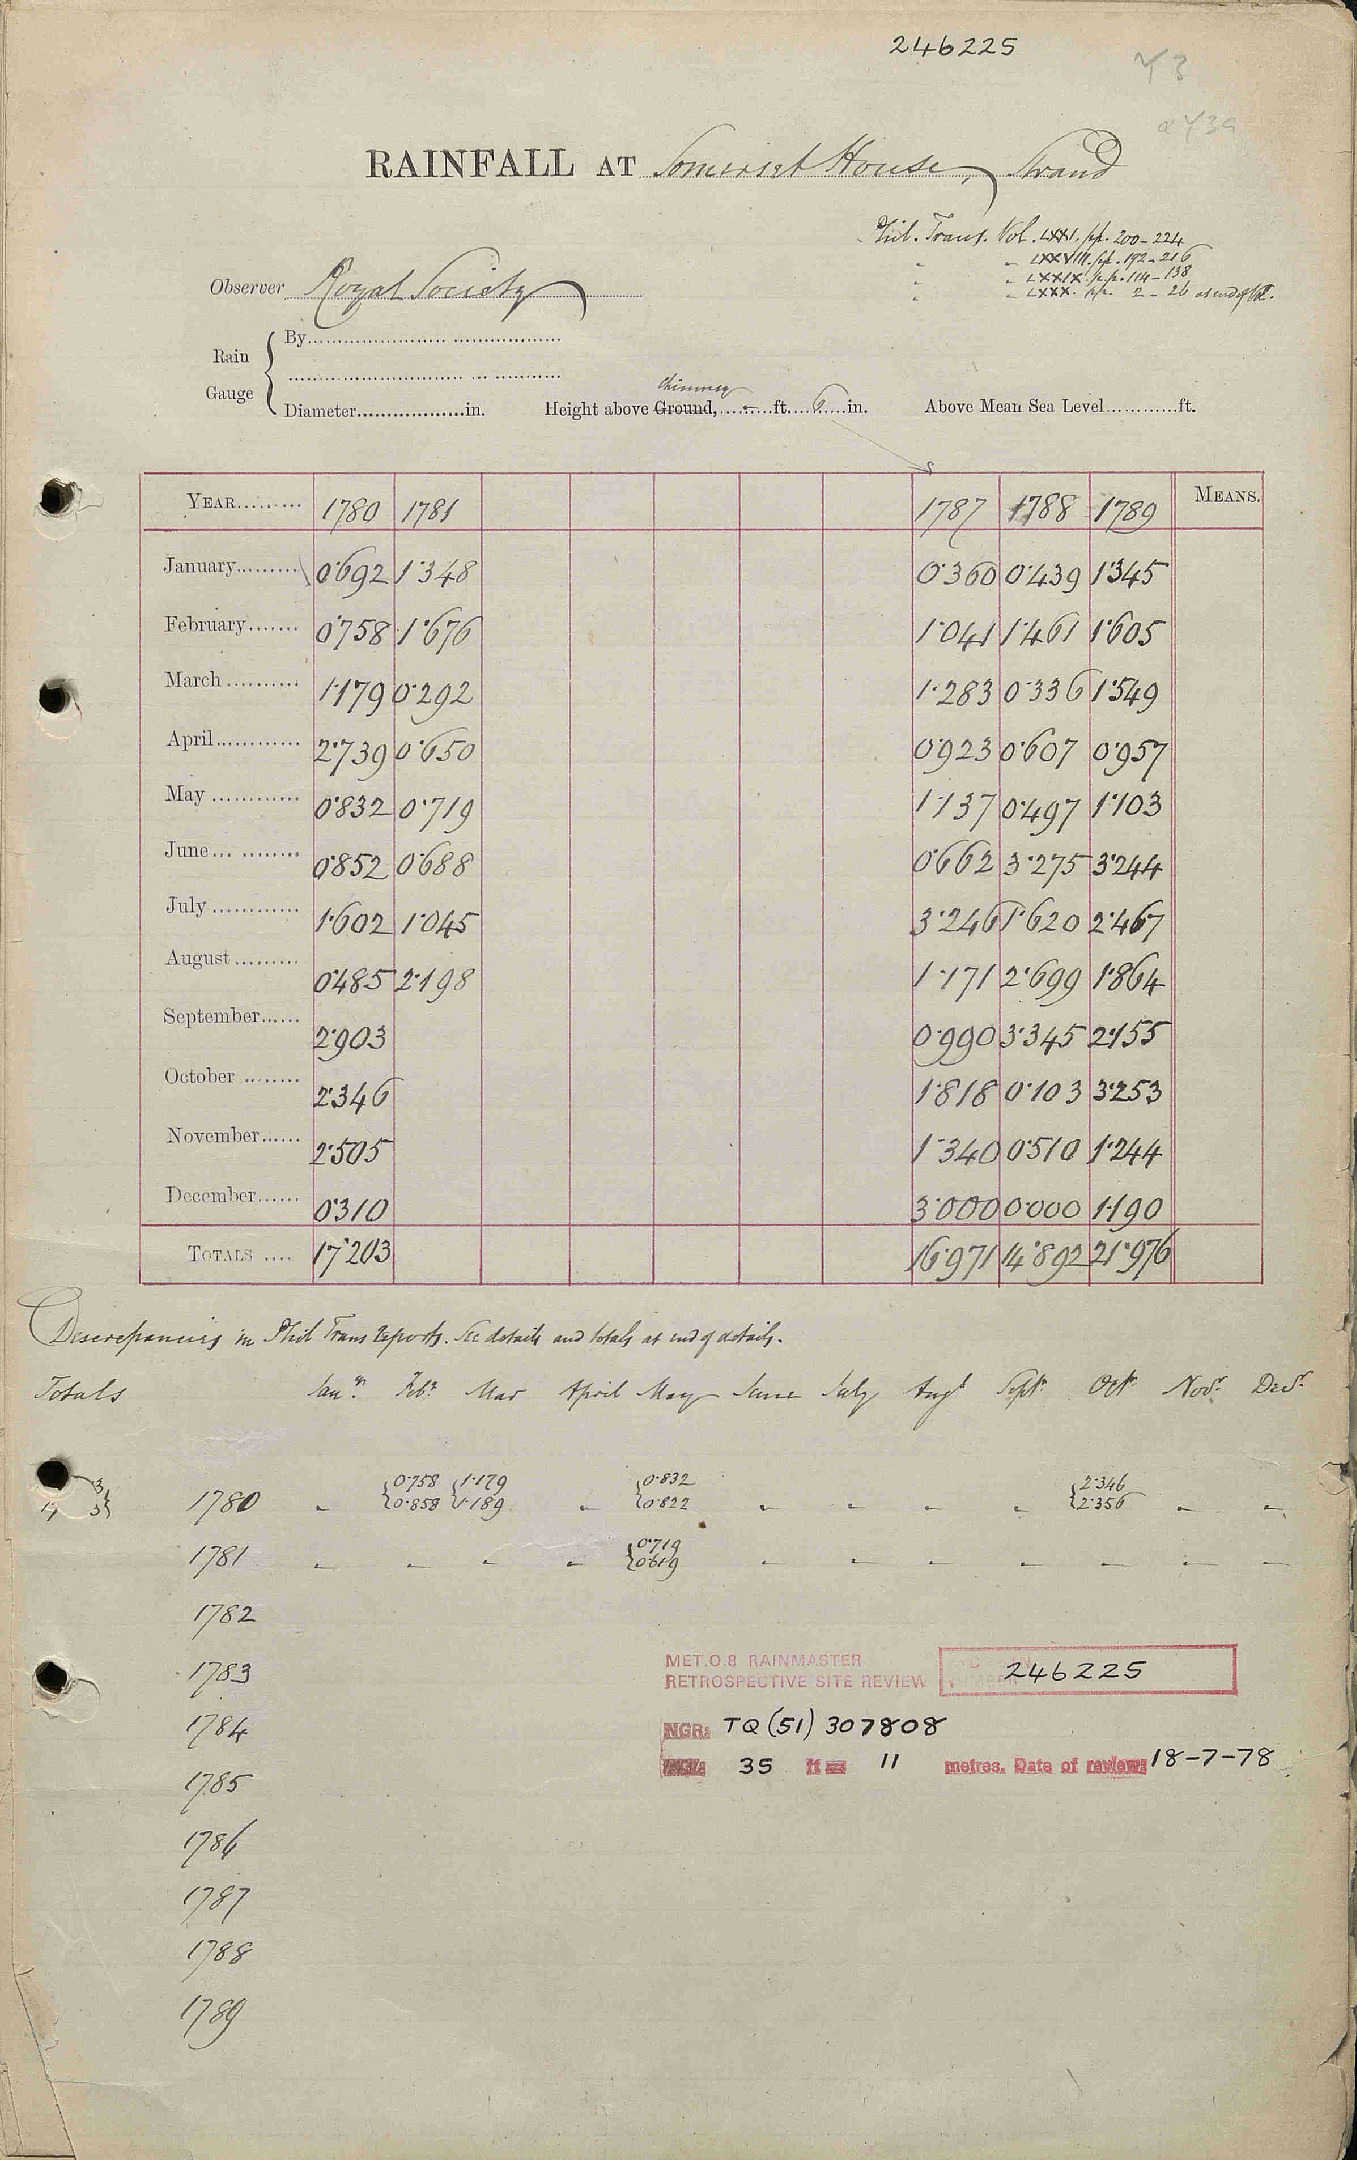 246225
RAINFALL AT Somerset House, Strand
Phil. Trans. Vol. LXXI. pp. 200-224
" " LXXVIII. pp. 192-216
Observer Royal Society
" " LXXIX pp. 114-138
" " LXXX. pp. 2-26 at end of Vol.
Rain Gauge { By
Diameter in. Height above Ground, chimney - ft. 6 in. Above Mean Sea Level ft.
YEAR 1780 1781 1787 1788 1789 MEANS.
January 0.692 1.348 0.360 0.439 1.345
February 0.758 1.676 1.041 1.461 1.605
March 1.179 0.292 1.283 0.336 1.549
April 2.739 0.650 0.923 0.607 0.957
May 0.832 0.719 1.137 0.497 1.103
June 0.852 0.688 0.662 3.275 3.244
July 1.602 1.045 3.246 1.620 2.467
August 0.485 2.198 1.171 2.699 1.864
September 2.903 0.990 3.345 2.155
October 2.346 1.818 0.103 3.253
November 2.505 1.340 0.510 1.244
December 0.310 3.000 0.000 1.190
TOTALS 17.203 16.971 14.892 21.976
Discrepancies in Phil Trans reports. See details and totals at end of details.
Totals Jany. Feby. Mar April May June July Augt Sept. Oct. Novr. Decr.
1780 - {0.758 0.858 {1.179 1.189 - {0.832 0.822 - - - - {2.346 2.356 - -
1781 - - - - {0.719 0.619 - - - - - - -
1782
1783
1784
1785
1786
1787
1788
1789
MET.O.8 RAINMASTER
RETROSPECTIVE SITE REVIEW
246225
NGR: TQ (51) 307808
35 ft = 11 metres. Date of review: 18-7-78